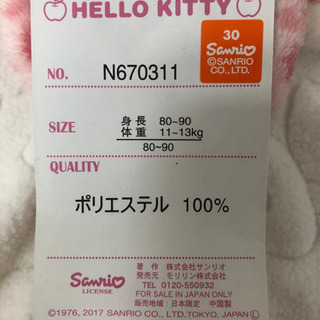 HELLO KITTY
30
Sanrio
©SANRIO
CO., LTD.
NO. N670311
SIZE
身長 80~90
体重 11~13kg
80~90
QUALITY
ポリエステル 100%
Sanrio
LICENSE
著作 株式会社サンリオ
発売元 モリリン株式会社
TEL 0120-550932
FOR SALE IN JAPAN ONLY
販売地域:日本限定 中国製
©1976, 2017 SANRIO CO., LTD.TOKYO, JAPAN Ⓛ